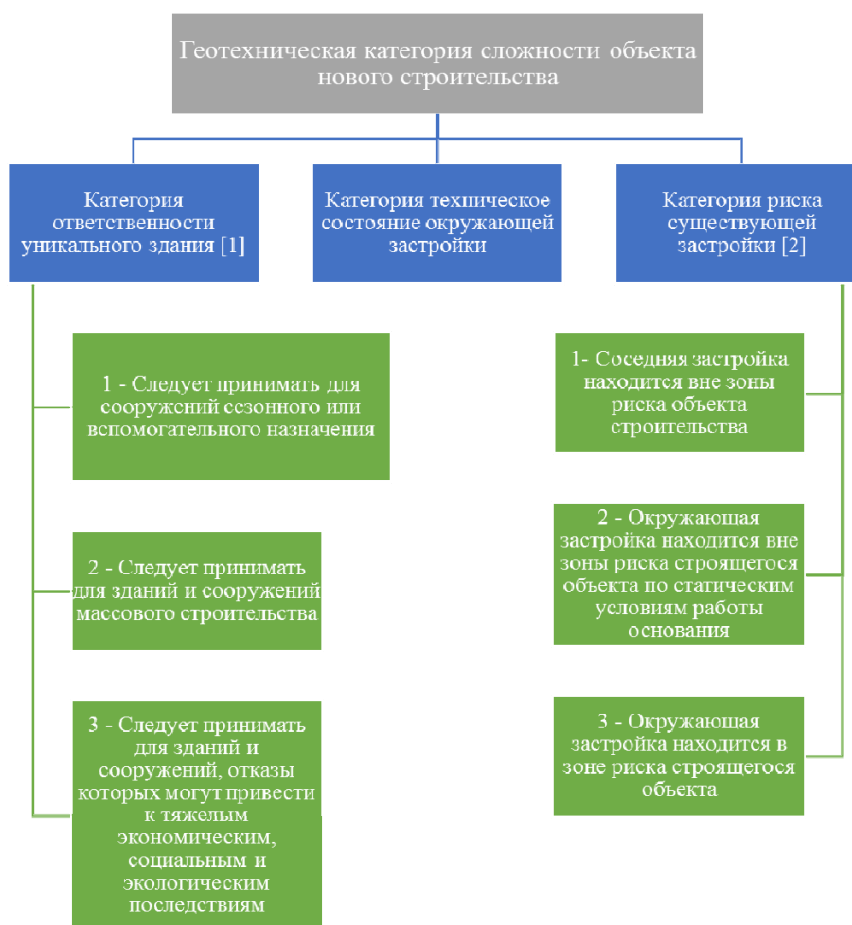 Геотехническая категория сложности объекта
нового строительства
Категория
ответственности
уникального здания [1]
Категория техническое
состояние окружающей
застройки
Категория риска
существующей
застройки [2]
1 - Следует принимать для
сооружений сезонного или
вспомогательного назначения
2 - Следует принимать
для зданий и сооружений
массового строительства
3 - Следует принимать
для зданий и
сооружений, отказы
которых могут привести
к тяжелым
экономическим,
социальным и
экологическим
последствиям
1- Соседняя застройка
находится вне зоны
риска объекта
строительства
2 - Окружающая
застройка находится вне
зоны риска строящегося
объекта по статическим
условиям работы
основания
3 - Окружающая
застройка находится в
зоне риска строящегося
объекта